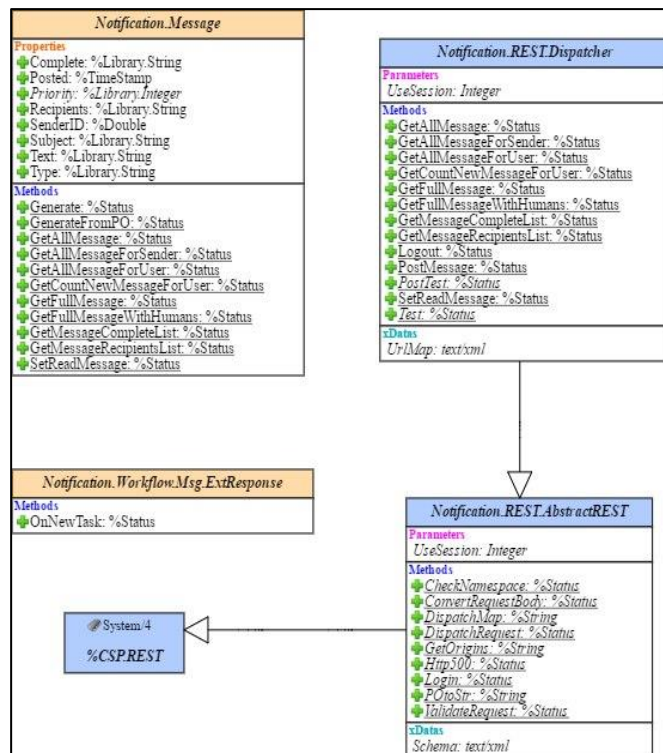 Notification.Message
Properties
Complete: %Library.String
Posted: %TimeStamp
Priority: %Library.Integer
Recipients: %Library.String
SenderID: %Double
Subject: %Library.String
Text: %Library.String
Type: %Library.String
Methods
Generate: %Status
GenerateFromPO: %Status
GetAllMessage: %Status
GetAllMessageForSender: %Status
GetAllMessageForUser: %Status
GetCountNewMessageForUser: %Status
GetFullMessage: %Status
GetFullMessageWithHumans: %Status
GetMessageCompleteList: %Status
GetMessageRecipientsList: %Status
SetReadMessage: %Status
Notification.REST.Dispatcher
Parameters
UseSession: Integer
Methods
GetAllMessage: %Status
GetAllMessageForSender: %Status
GetAllMessageForUser: %Status
GetCountNewMessageForUser: %Status
GetFullMessage: %Status
GetFullMessageWithHumans: %Status
GetMessageCompleteList: %Status
GetMessageRecipientsList: %Status
Logout: %Status
PostMessage: %Status
PostTest: %Status
SetReadMessage: %Status
Test: %Status
xDatas
UrlMap: text/xml
Notification.Workflow.Msg.ExtResponse
Methods
OnNewTask: %Status
Notification.REST.AbstractREST
Parameters
UseSession: Integer
Methods
CheckNamespace: %Status
ConvertRequestBody: %Status
DispatchMap: %String
DispatchRequest: %Status
GetOrigins: %String
Http500: %Status
Login: %Status
POtoStr: %String
ValidateRequest: %Status
xDatas
Schema: text/xml
System/4
%CSP.REST